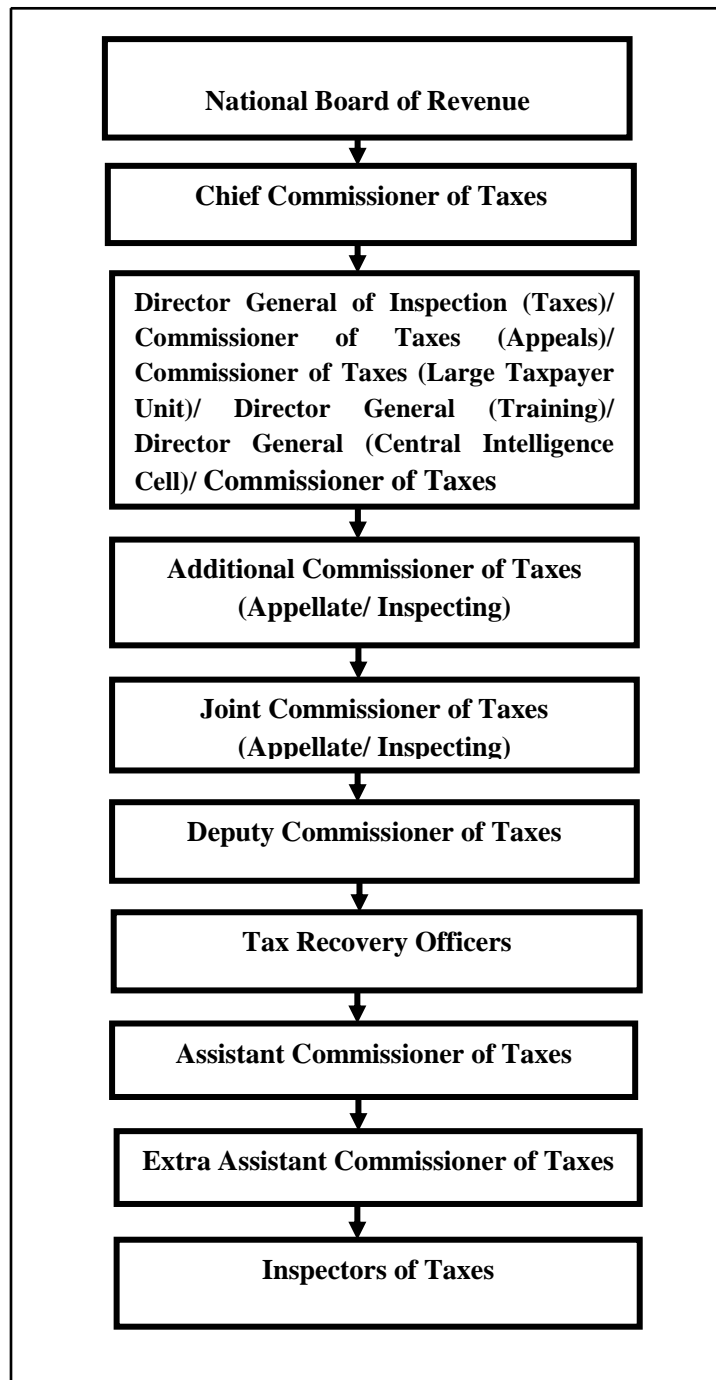 National Board of Revenue
Chief Commissioner of Taxes
Director General of Inspection (Taxes)/
Commissioner of Taxes (Appeals)/
Commissioner of Taxes (Large Taxpayer
Unit)/ Director General (Training)/
Director General (Central Intelligence
Cell)/ Commissioner of Taxes
Additional Commissioner of Taxes
(Appellate/ Inspecting)
Joint Commissioner of Taxes
(Appellate/ Inspecting)
Deputy Commissioner of Taxes
Tax Recovery Officers
Assistant Commissioner of Taxes
Extra Assistant Commissioner of Taxes
Inspectors of Taxes